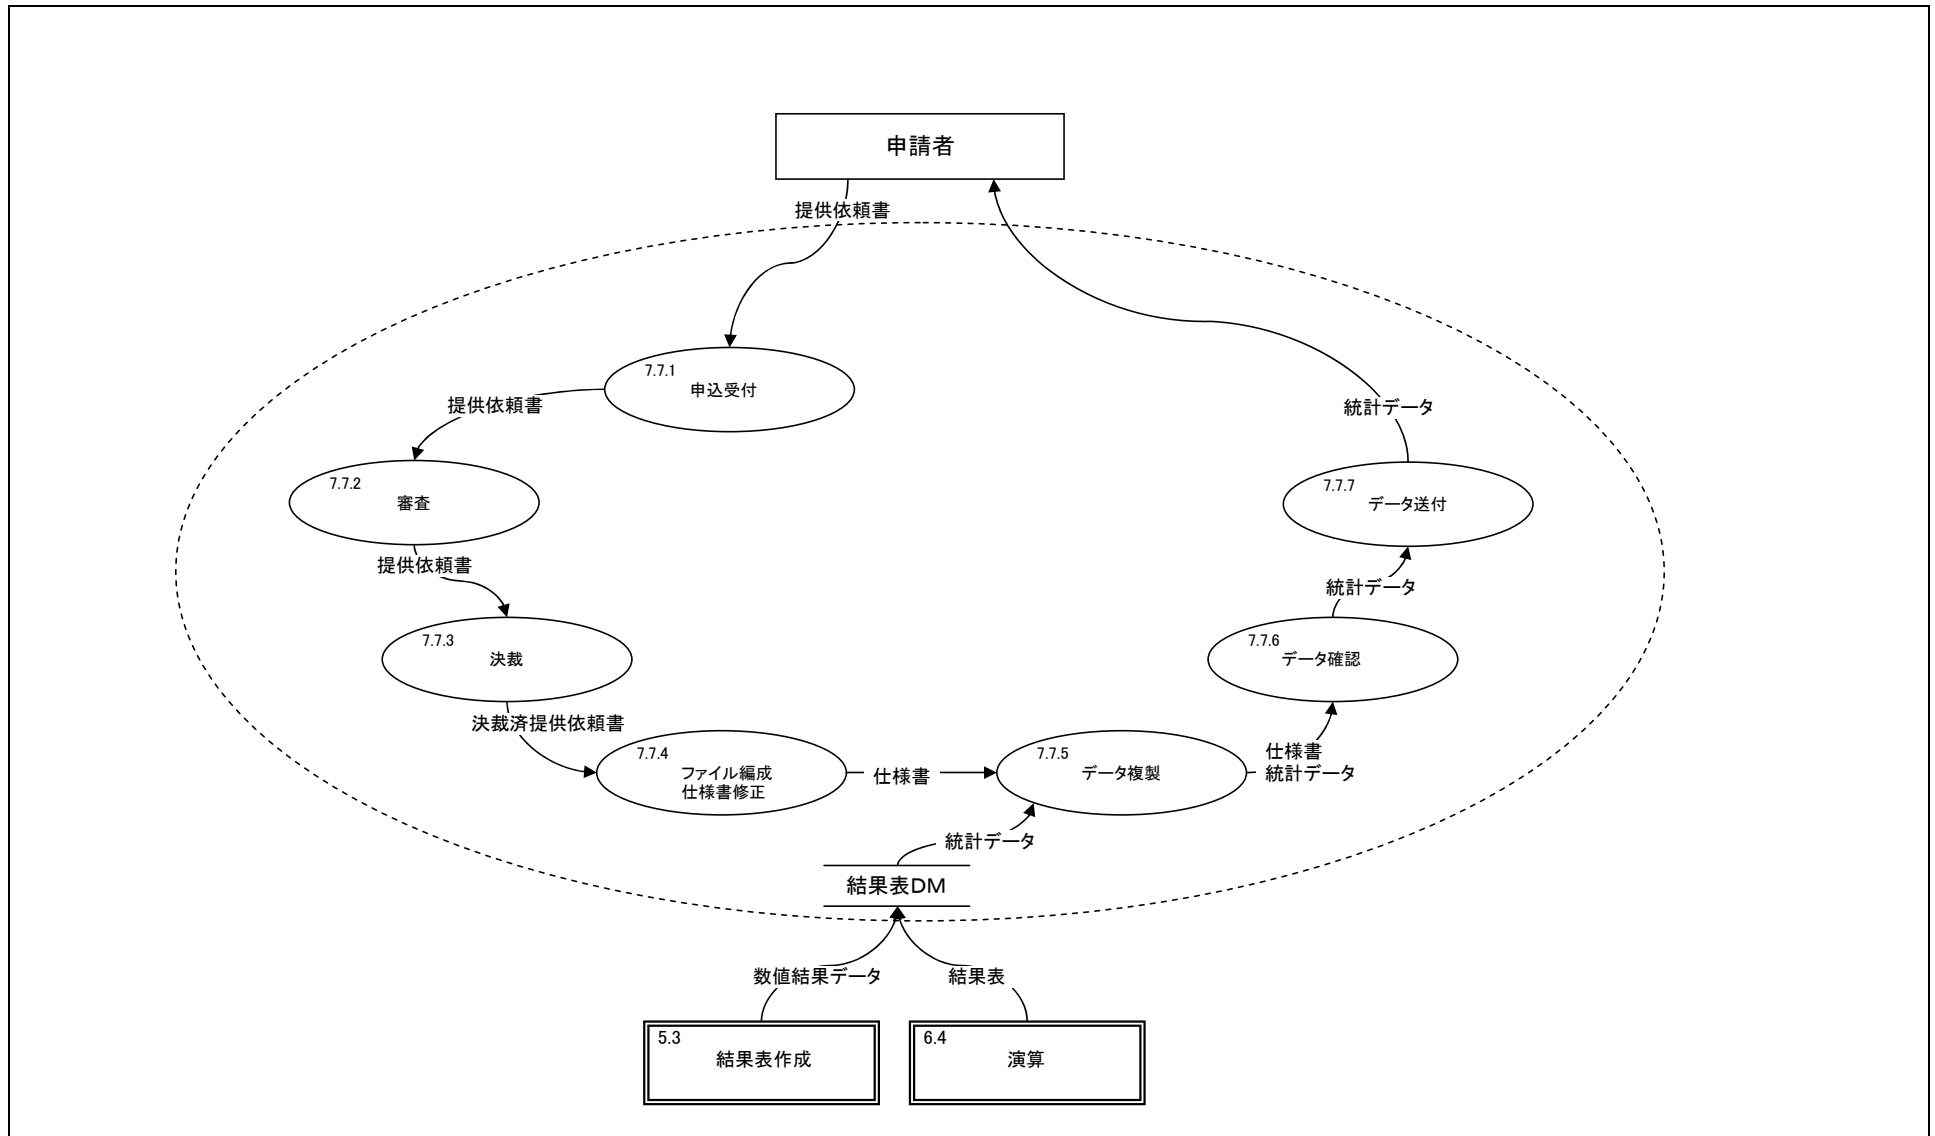 申請者
提供依頼書
7.7.1
申込受付
提供依頼書
統計データ
7.7.2
審査
7.7.7
データ送付
提供依頼書
統計データ
7.7.3
決裁
7.7.6
データ確認
決裁済提供依頼書
7.7.4
ファイル編成
仕様書修正
仕様書
7.7.5
データ複製
仕様書
統計データ
統計データ
結果表DM
数値結果データ
結果表
5.3
結果表作成
6.4
演算